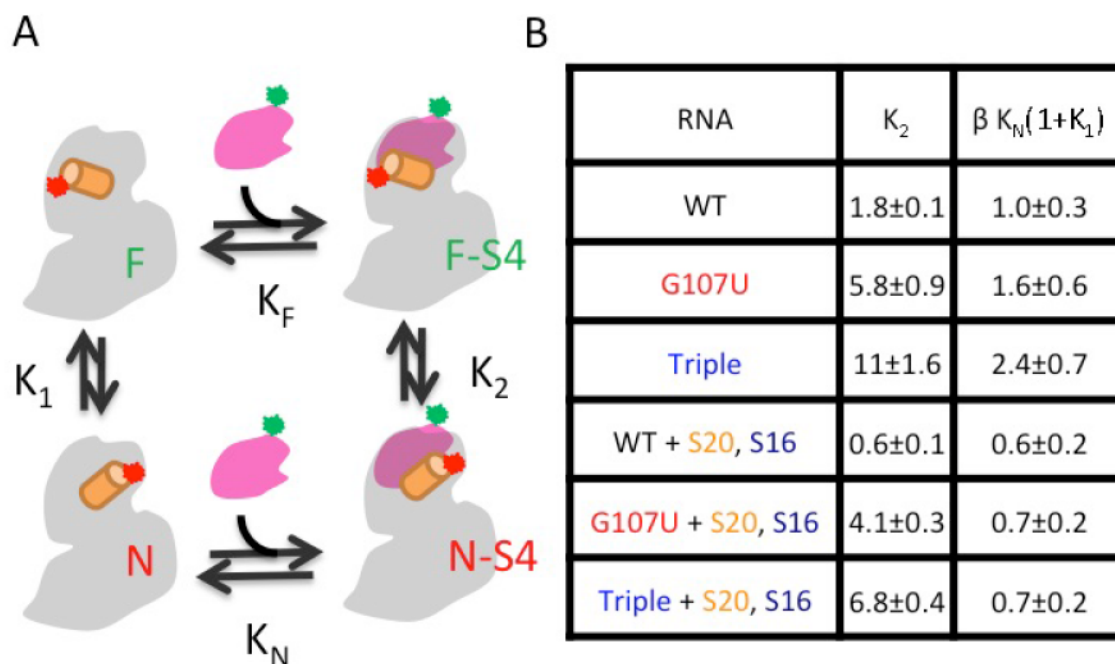 A
F
F-S4
K_F
K_1
K_2
N
N-S4
K_N
B
RNA K_2 β K_N(1+K_1)
WT 1.8±0.1 1.0±0.3
G107U 5.8±0.9 1.6±0.6
Triple 11±1.6 2.4±0.7
WT + S20, S16 0.6±0.1 0.6±0.2
G107U + S20, S16 4.1±0.3 0.7±0.2
Triple + S20, S16 6.8±0.4 0.7±0.2